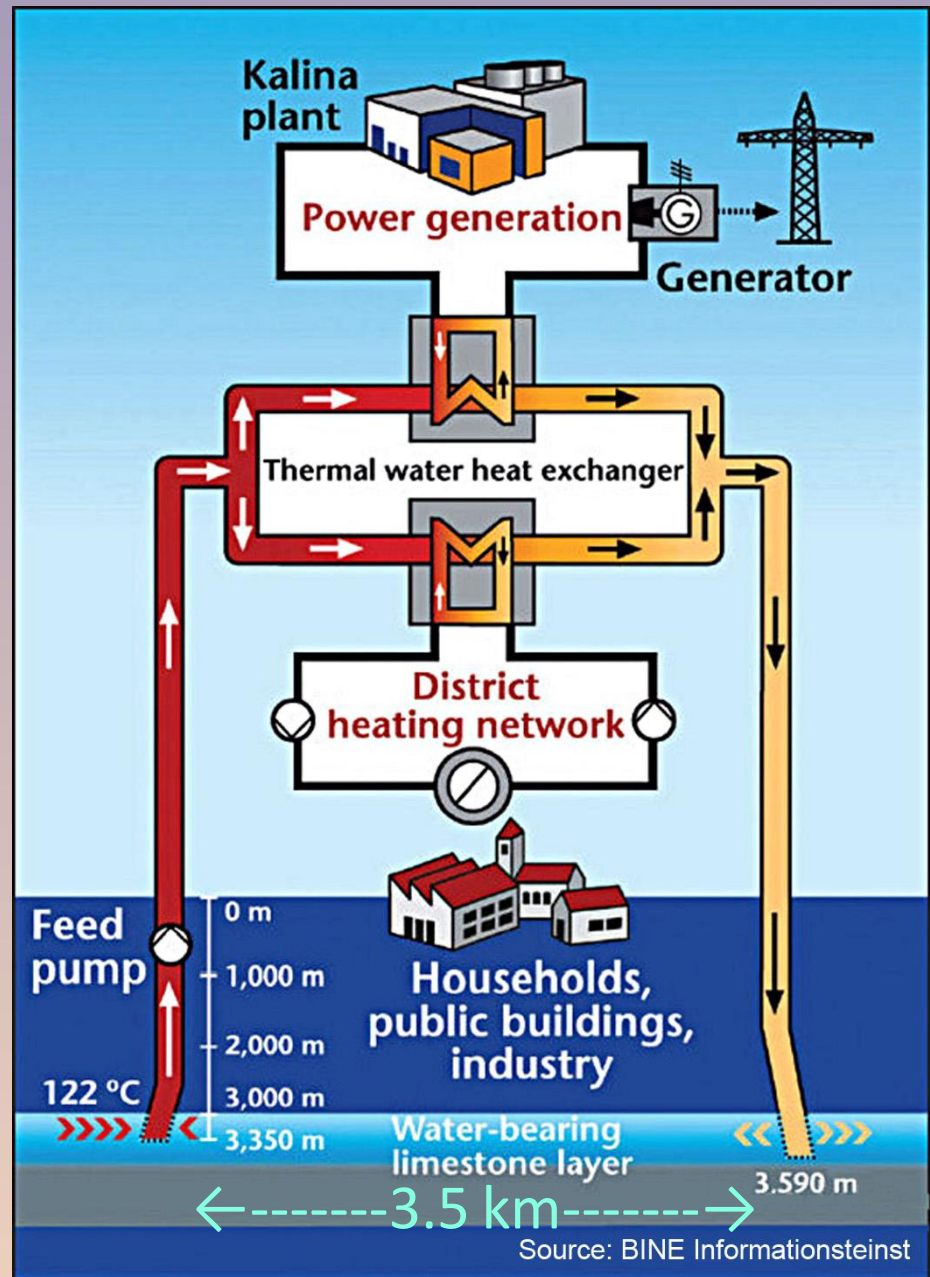 Kalina
plant
Power generation
G
Generator
Thermal water heat exchanger
District
heating network
Feed
pump
0 m
1,000 m
2,000 m
3,000 m
3,350 m
122 ºC
Households,
public buildings,
industry
Water-bearing
limestone layer
3.590 m
3.5 km
Source: BINE Informationsteinst